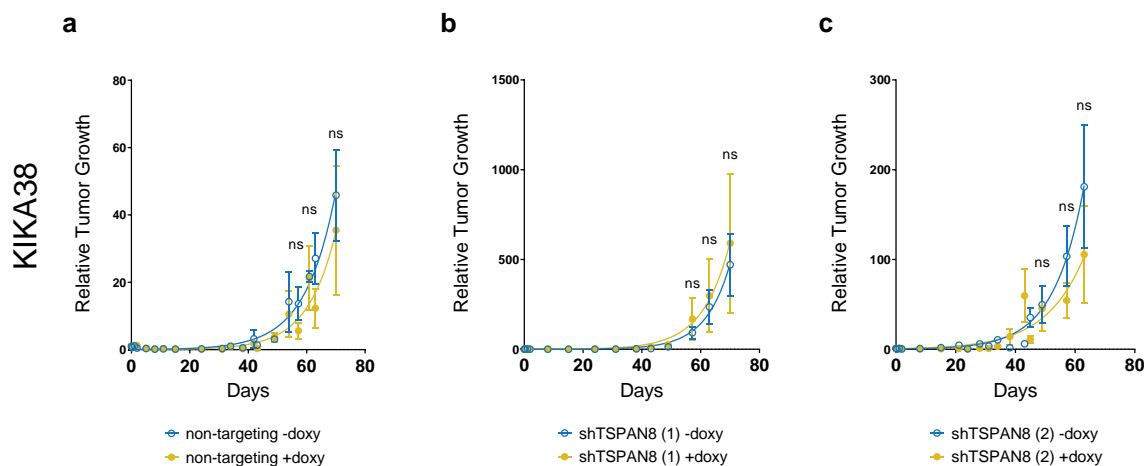 a
b
c
KIKA38
Relative Tumor Growth
80
60
40
20
0
0
20
40
60
80
Days
ns
ns
ns
non-targeting -doxy
non-targeting +doxy
Relative Tumor Growth
1500
1000
500
0
0
20
40
60
80
Days
ns
ns
ns
shTSPAN8 (1) -doxy
shTSPAN8 (1) +doxy
Relative Tumor Growth
300
200
100
0
0
20
40
60
80
Days
ns
ns
ns
shTSPAN8 (2) -doxy
shTSPAN8 (2) +doxy